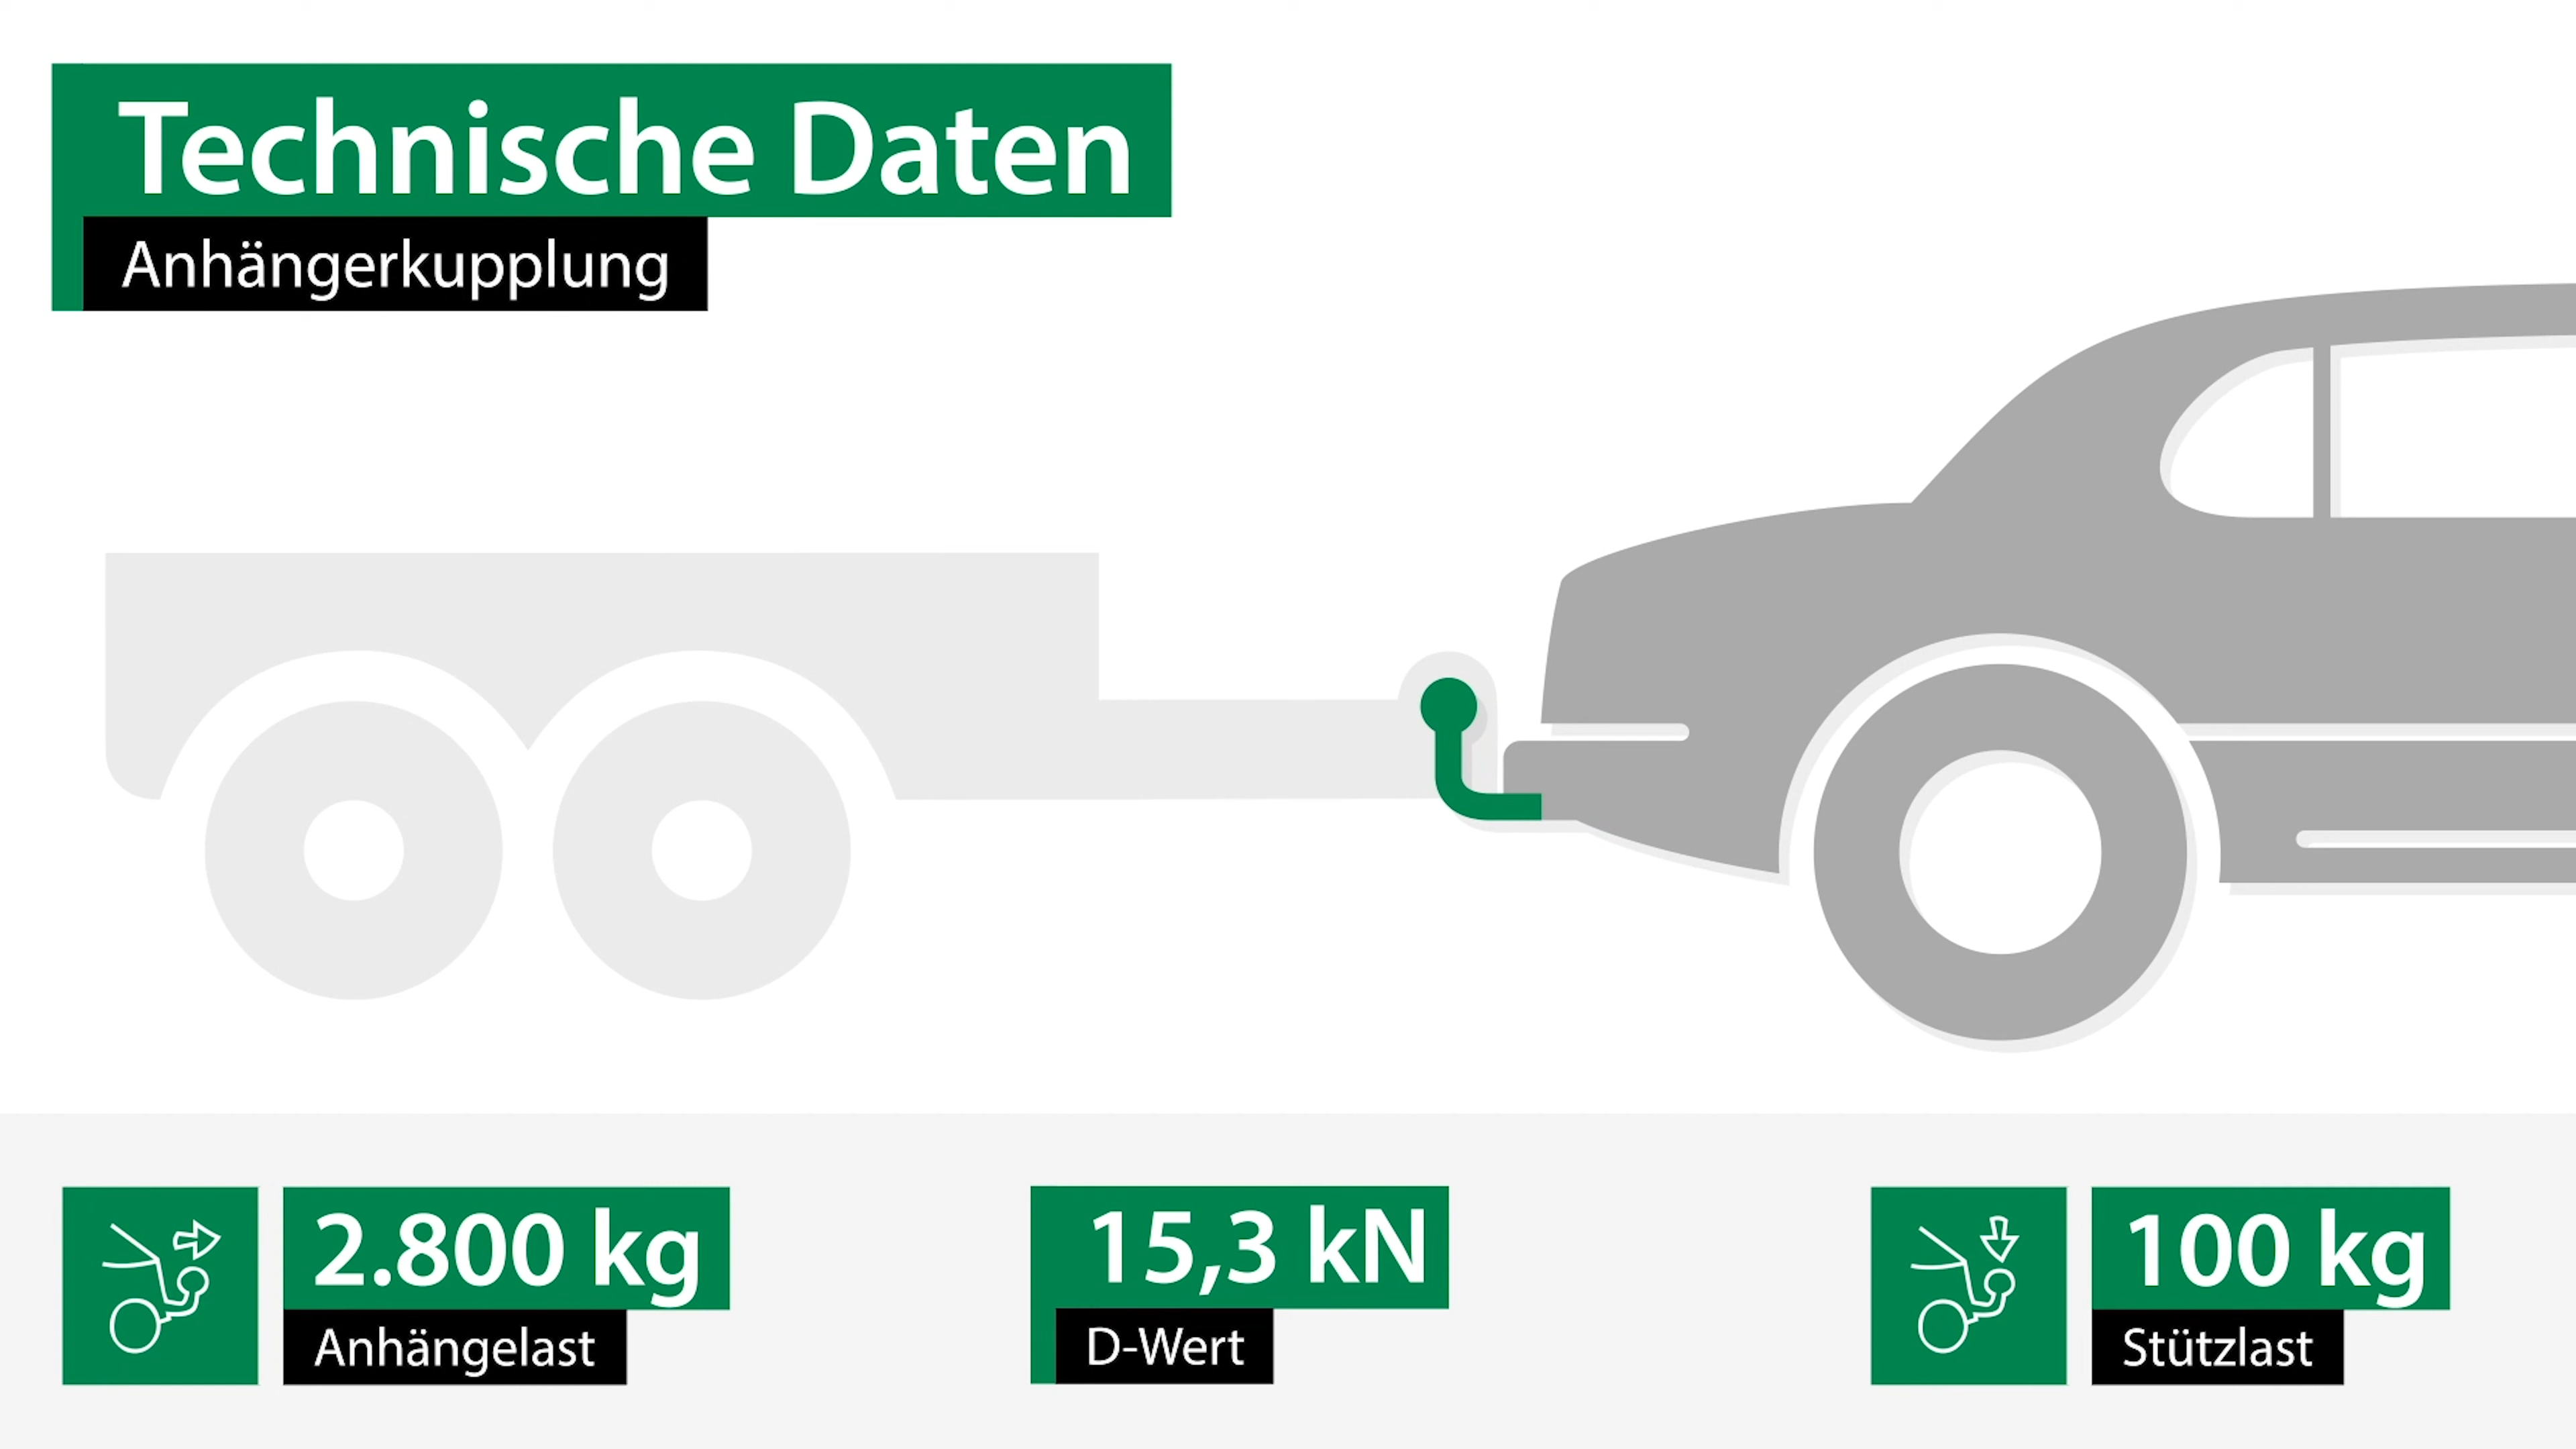 Technische Daten
Anhängerkupplung
2.800 kg
Anhängelast
15,3 kN
D-Wert
100 kg
Stützlast